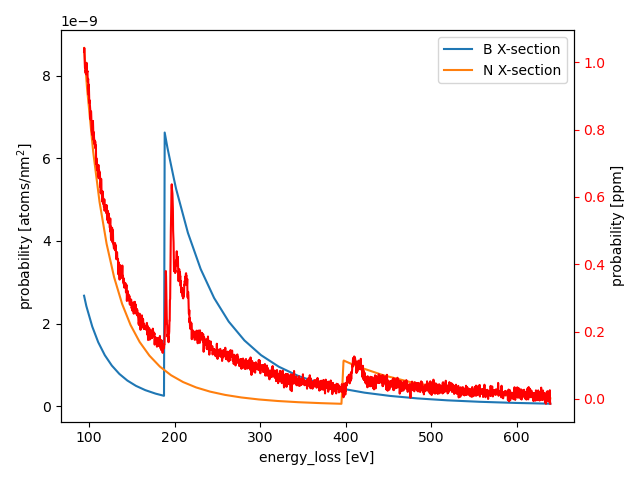 1e−9
B X-section
N X-section
8
6
4
2
0
1.0
0.8
0.6
0.4
0.2
0.0
probability [atoms/nm²]
probability [ppm]
100 200 300 400 500 600
energy_loss [eV]